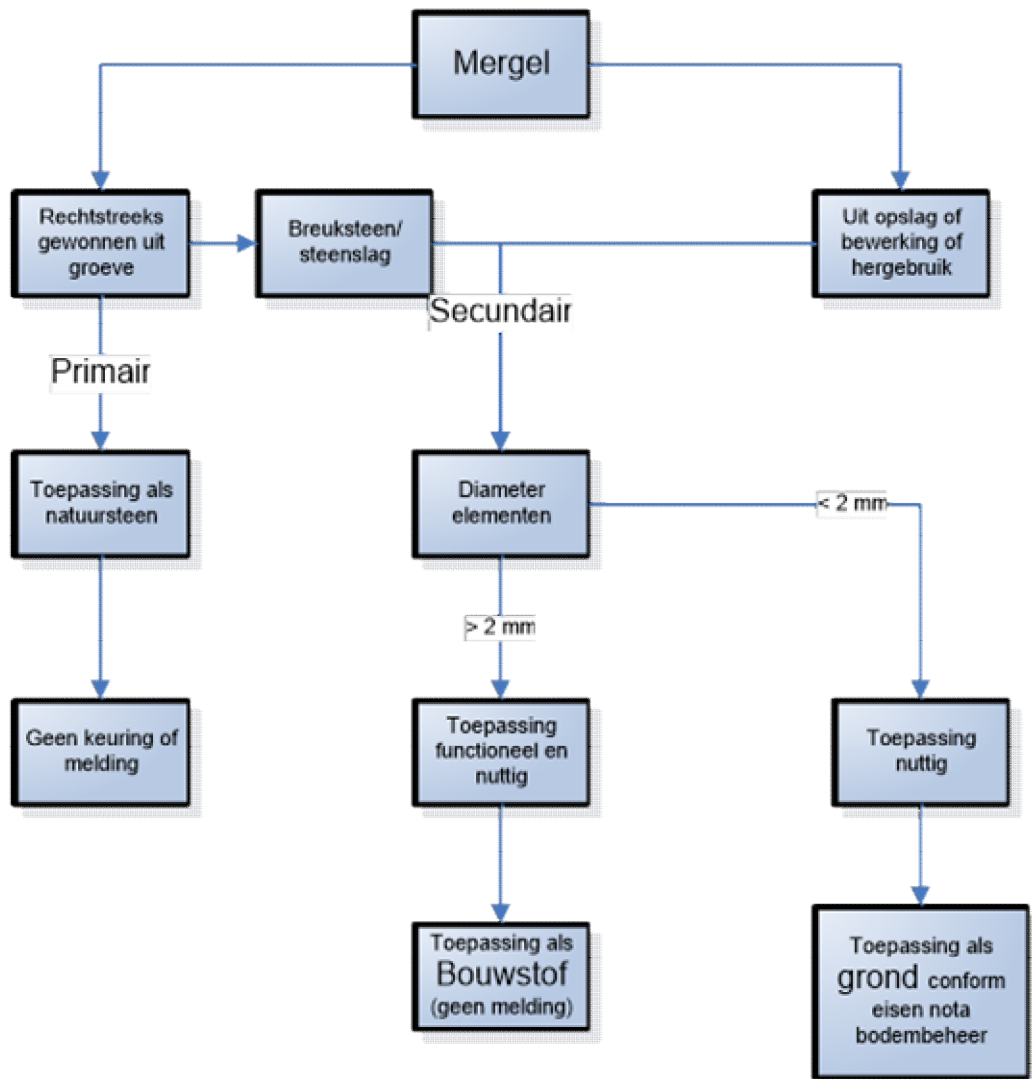 Mergel
Rechtstreeks
gewonnen uit
groeve
Breuksteen/
steenslag
Uit opslag of
bewerking of
hergebruik
Secundair
Primair
Toepassing als
natuursteen
Diameter
elementen
< 2 mm
> 2 mm
Geen keuring of
melding
Toepassing
functioneel en
nuttig
Toepassing
nuttig
Toepassing als
Bouwstof
(geen melding)
Toepassing als
grond conform
eisen nota
bodembeheer